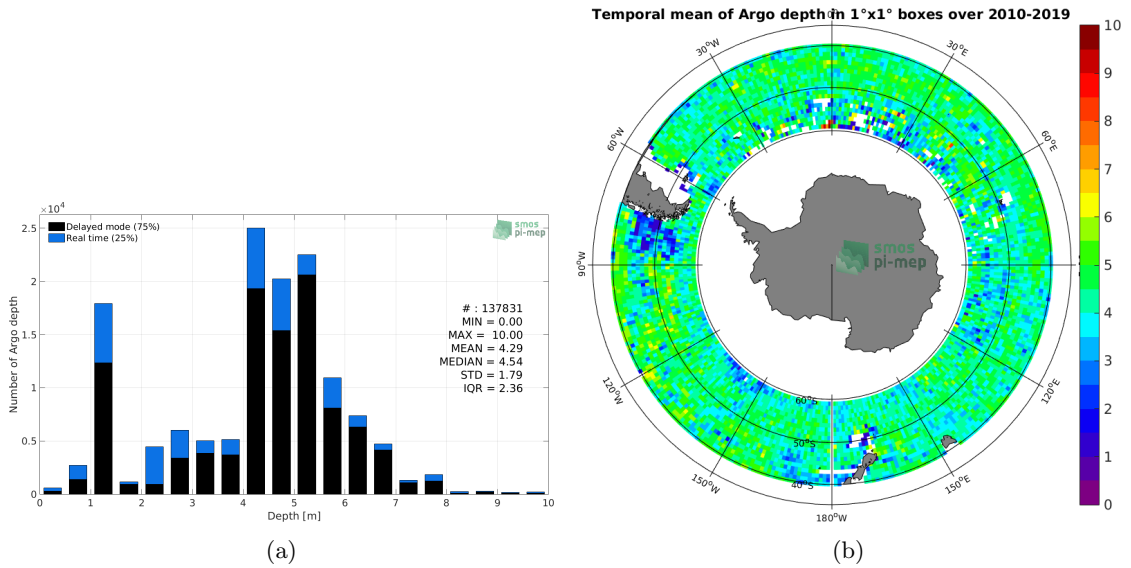 ×10⁴
2.5
2
1.5
1
0.5
0
Number of Argo depth
Delayed mode (75%)
Real time (25%)
smos
pi-mep
# : 137831
MIN = 0.00
MAX = 10.00
MEAN = 4.29
MEDIAN = 4.54
STD = 1.79
IQR = 2.36
0 1 2 3 4 5 6 7 8 9 10
Depth [m]
(a)
Temporal mean of Argo depth in 1°x1° boxes over 2010-2019
0°
30°W
30°E
60°W
60°E
90°W
120°W
120°E
150°W
150°E
180°W
60°S
50°S
40°S
smos
pi-mep
10
9
8
7
6
5
4
3
2
1
0
(b)